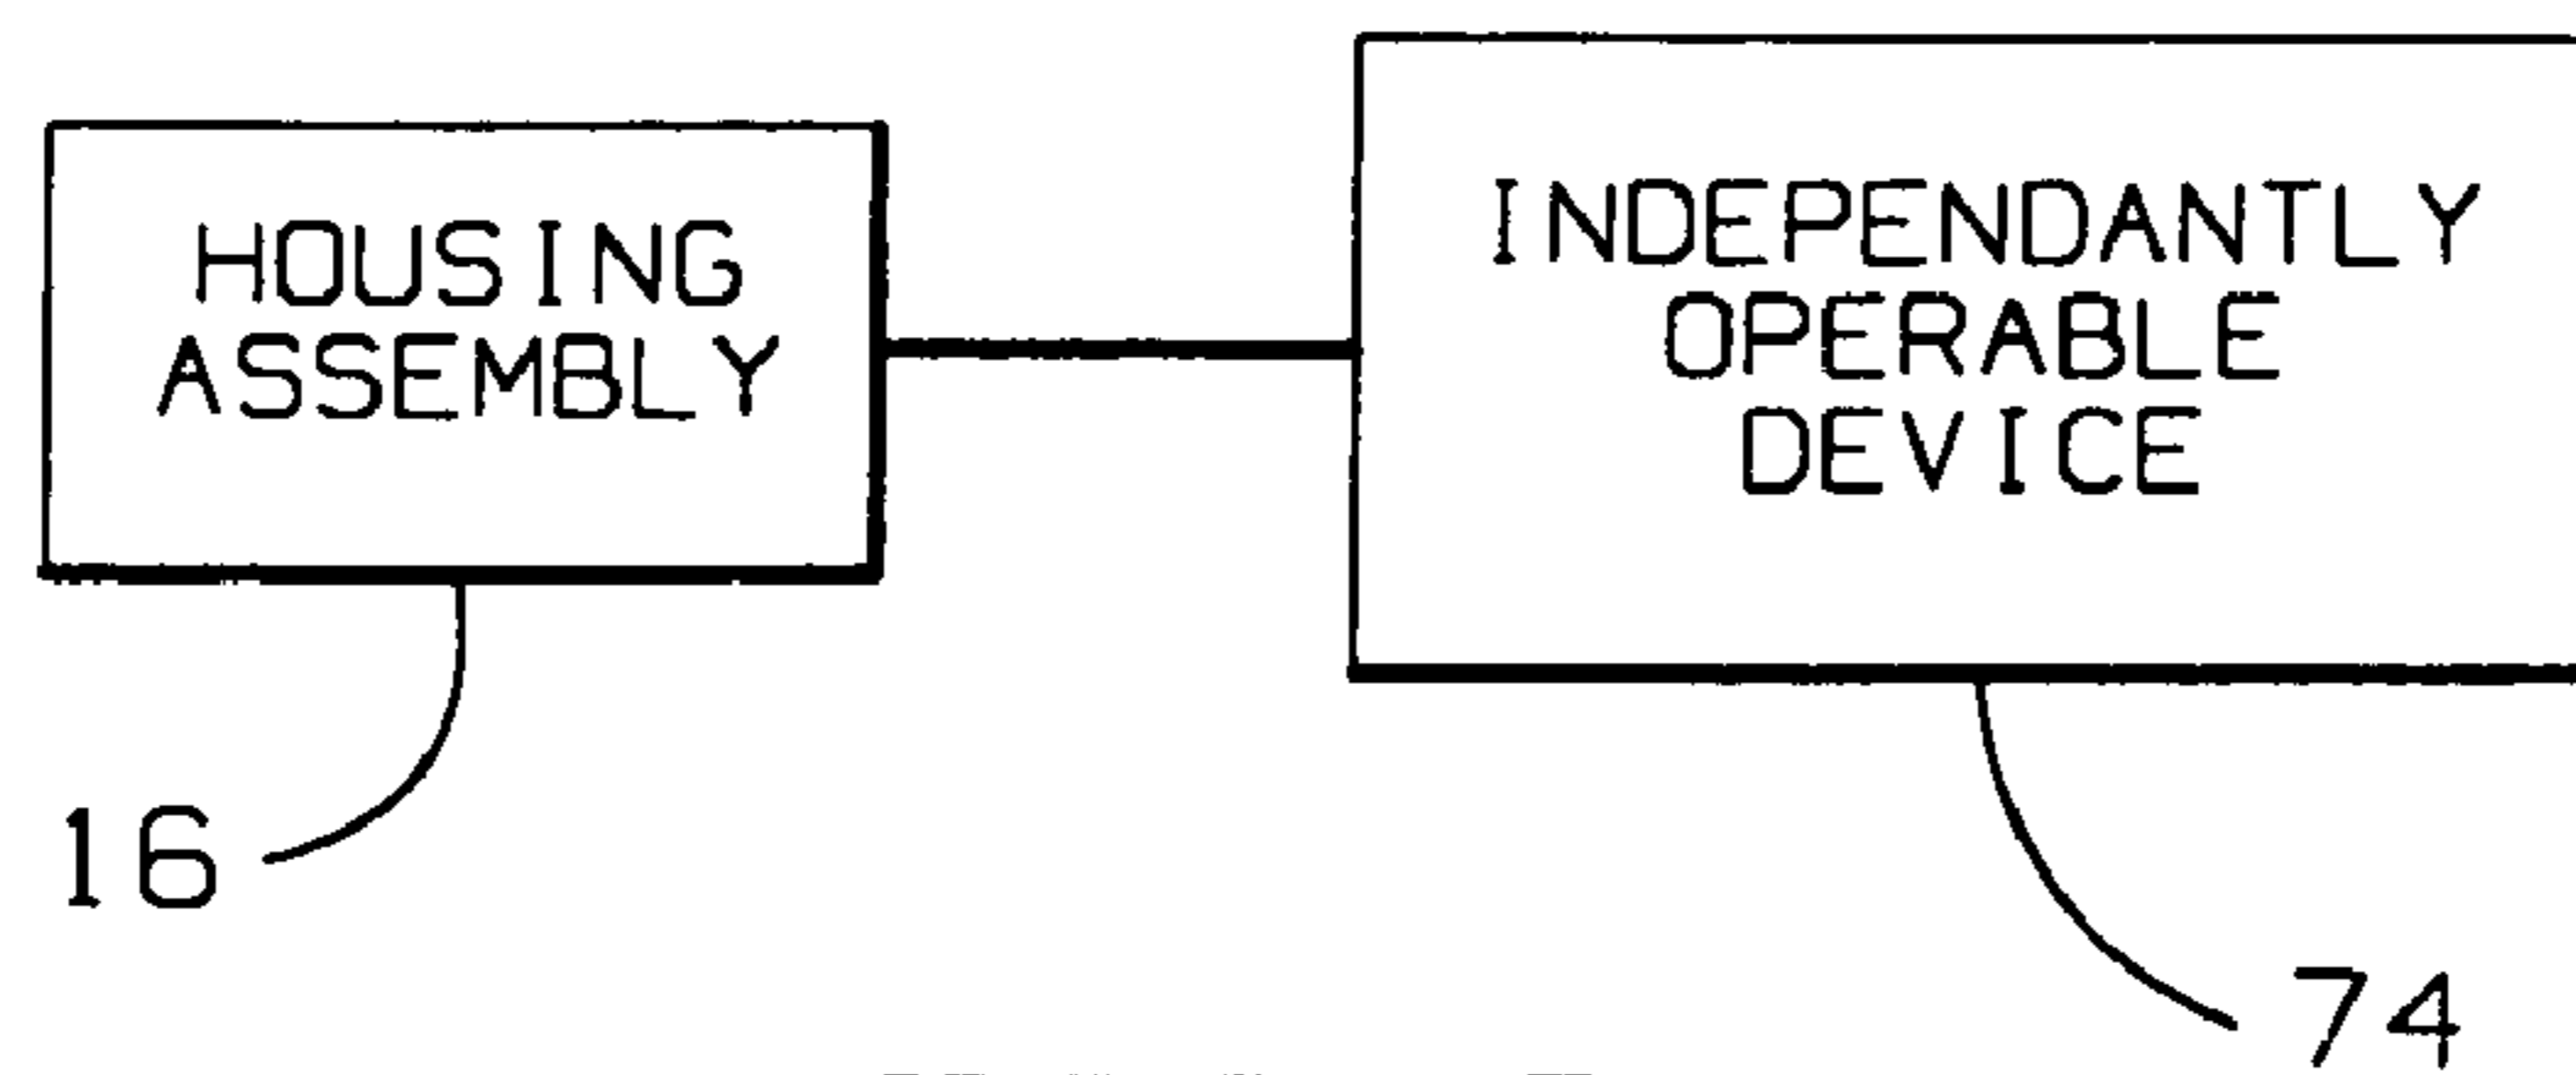 HOUSING
ASSEMBLY
INDEPENDANTLY
OPERABLE
DEVICE
16
74